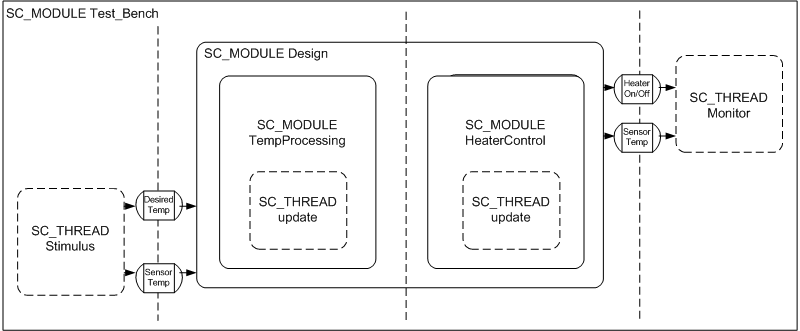 SC_MODULE Test_Bench
SC_MODULE Design
SC_MODULE
TempProcessing
SC_THREAD
update
SC_MODULE
HeaterControl
SC_THREAD
update
SC_THREAD
Stimulus
Desired
Temp
Sensor
Temp
Heater
On/Off
Sensor
Temp
SC_THREAD
Monitor